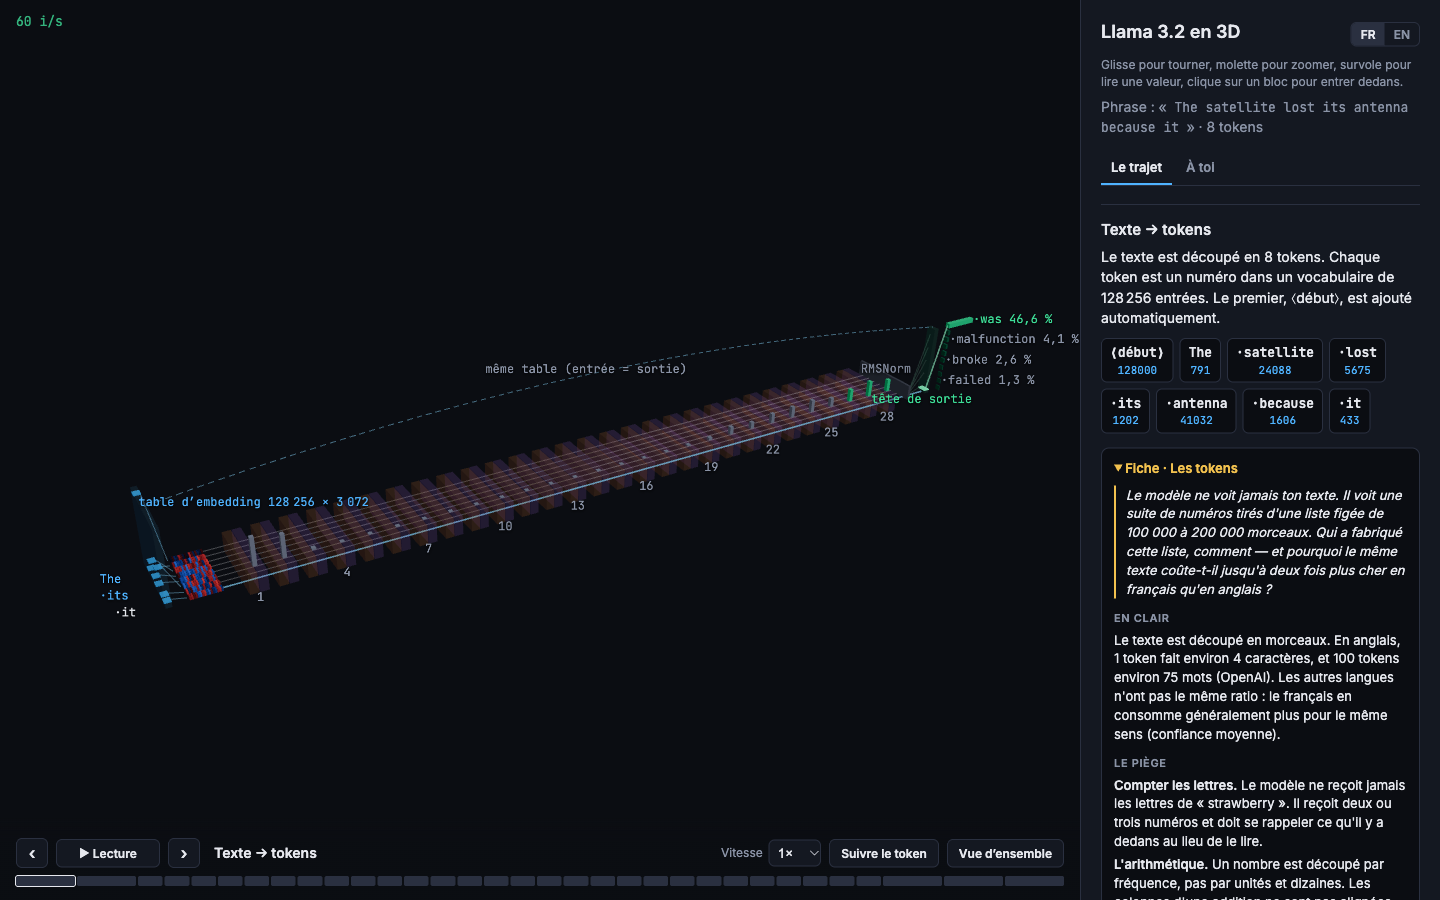 60 i/s
·was 46,6 %
·malfunction 4,1 %
même table (entrée = sortie)
RMSNorm
·broke 2,6 %
·failed 1,3 %
tête de sortie
28
25
22
19
16
13
10
7
4
1
table d’embedding 128 256 × 3 072
The
·its
·it
‹
▶ Lecture
›
Texte → tokens
Vitesse
1×
Suivre le token
Vue d’ensemble
Llama 3.2 en 3D
FR EN
Glisse pour tourner, molette pour zoomer, survole pour
lire une valeur, clique sur un bloc pour entrer dedans.
Phrase : « The satellite lost its antenna
because it » · 8 tokens
Le trajet À toi
Texte → tokens
Le texte est découpé en 8 tokens. Chaque
token est un numéro dans un vocabulaire de
128 256 entrées. Le premier, ⟨début⟩, est ajouté
automatiquement.
⟨début⟩ The ·satellite ·lost
128000 791 24088 5675
·its ·antenna ·because ·it
1202 41032 1606 433
▼ Fiche · Les tokens
Le modèle ne voit jamais ton texte. Il voit une
suite de numéros tirés d'une liste figée de
100 000 à 200 000 morceaux. Qui a fabriqué
cette liste, comment — et pourquoi le même
texte coûte-t-il jusqu'à deux fois plus cher en
français qu'en anglais ?
EN CLAIR
Le texte est découpé en morceaux. En anglais,
1 token fait environ 4 caractères, et 100 tokens
environ 75 mots (OpenAI). Les autres langues
n'ont pas le même ratio : le français en
consomme généralement plus pour le même
sens (confiance moyenne).
LE PIÈGE
Compter les lettres. Le modèle ne reçoit jamais
les lettres de « strawberry ». Il reçoit deux ou
trois numéros et doit se rappeler ce qu'il y a
dedans au lieu de le lire.
L'arithmétique. Un nombre est découpé par
fréquence, pas par unités et dizaines. Les